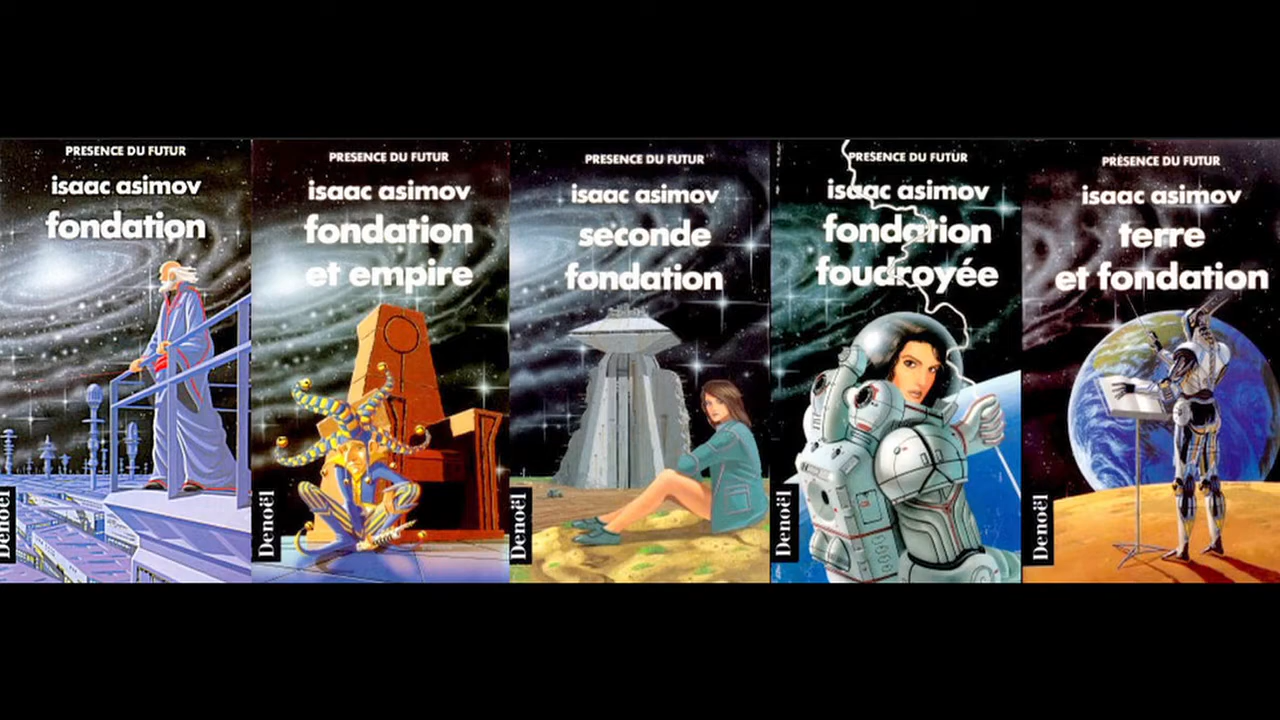 PRESENCE DU FUTUR
isaac asimov
fondation
Denoël
PRESENCE DU FUTUR
isaac asimov
fondation
et empire
Denoël
PRESENCE DU FUTUR
isaac asimov
seconde
fondation
Denoël
PRESENCE DU FUTUR
isaac asimov
fondation
foudroyée
Denoël
PRÉSENCE DU FUTUR
isaac asimov
terre
et fondation
Denoël